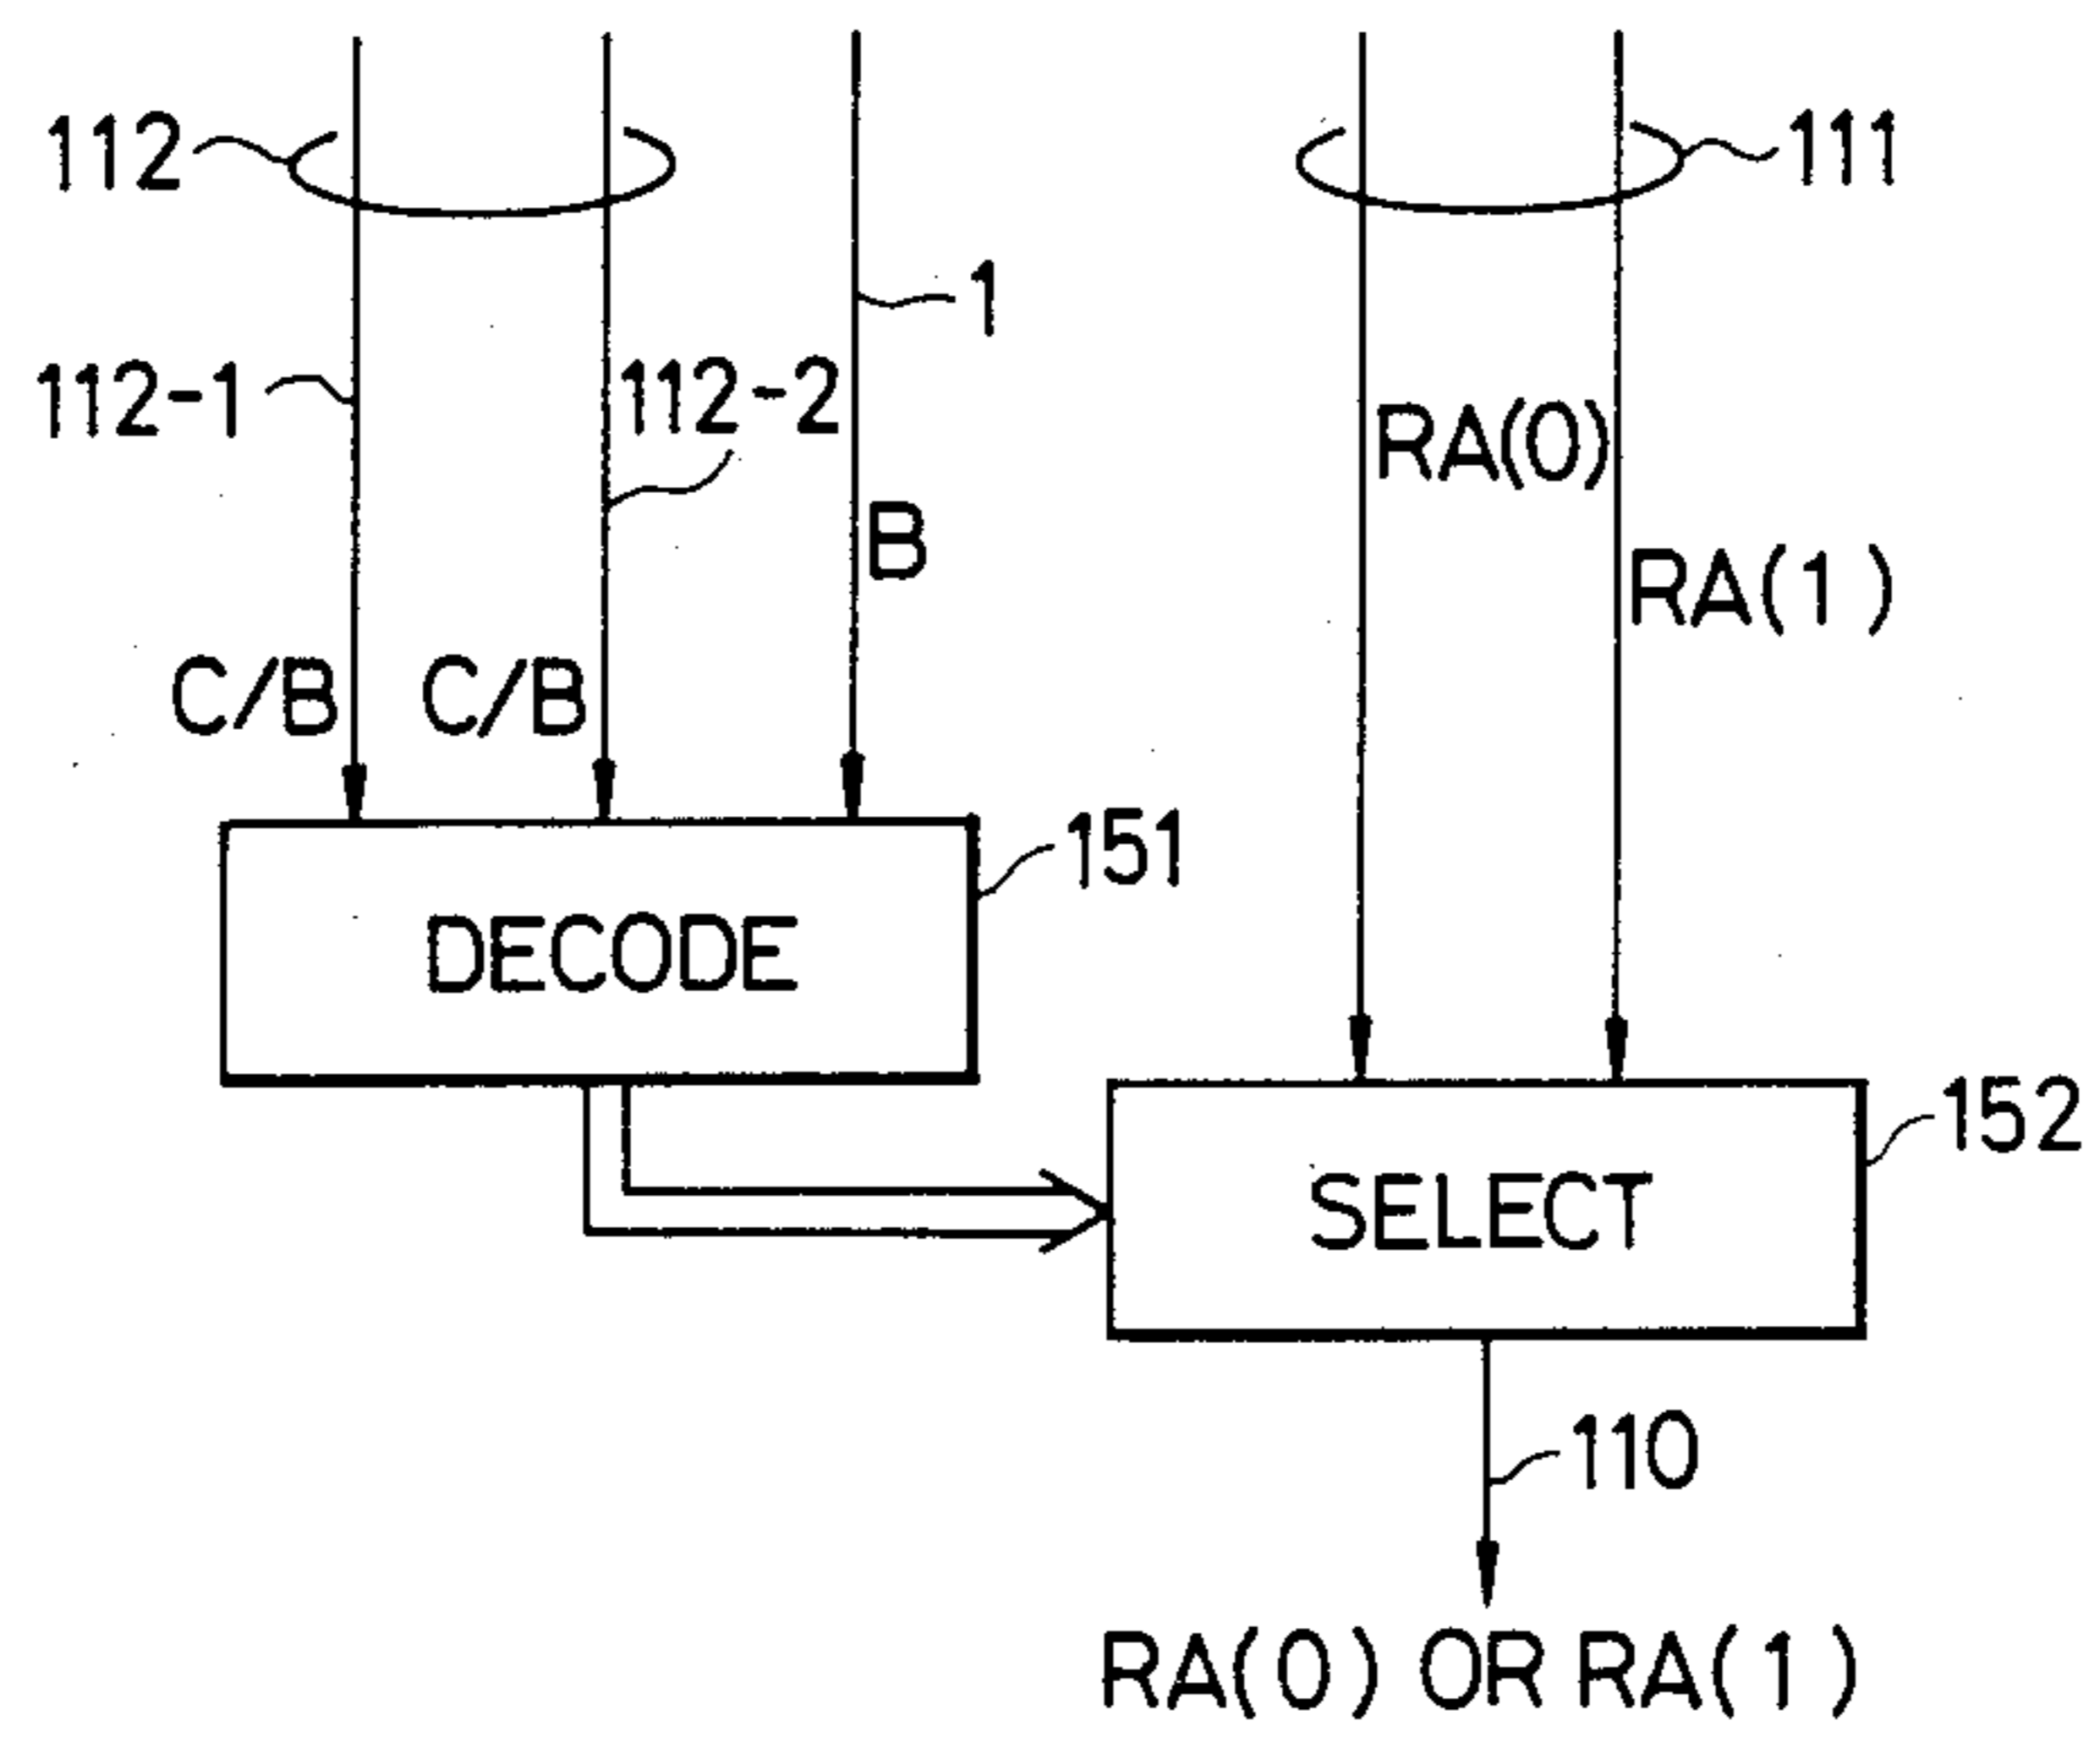 112
111
1
112-1
112-2
RA(0)
B
RA(1)
C/B
C/B
151
DECODE
152
SELECT
110
RA(0) OR RA(1)